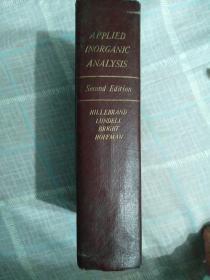 APPLIED
INORGANIC
ANALYSIS
Second Edition
HILLEBRAND
LUNDELL
BRIGHT
HOFFMAN